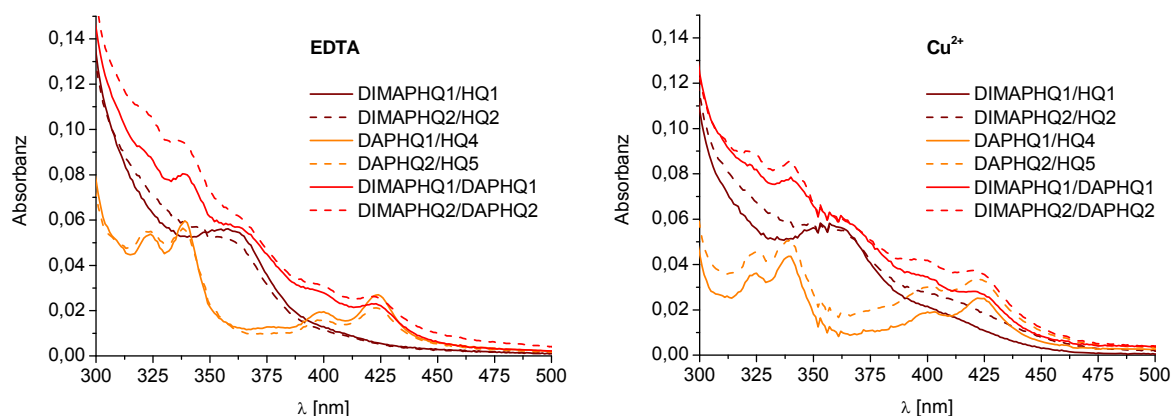 0,14
0,12
0,10
0,08
0,06
0,04
0,02
0,00
Absorbanz
300 325 350 375 400 425 450 475 500
λ [nm]
EDTA
DIMAPHQ1/HQ1
DIMAPHQ2/HQ2
DAPHQ1/HQ4
DAPHQ2/HQ5
DIMAPHQ1/DAPHQ1
DIMAPHQ2/DAPHQ2
0,14
0,12
0,10
0,08
0,06
0,04
0,02
0,00
Absorbanz
300 325 350 375 400 425 450 475 500
λ [nm]
Cu²⁺
DIMAPHQ1/HQ1
DIMAPHQ2/HQ2
DAPHQ1/HQ4
DAPHQ2/HQ5
DIMAPHQ1/DAPHQ1
DIMAPHQ2/DAPHQ2